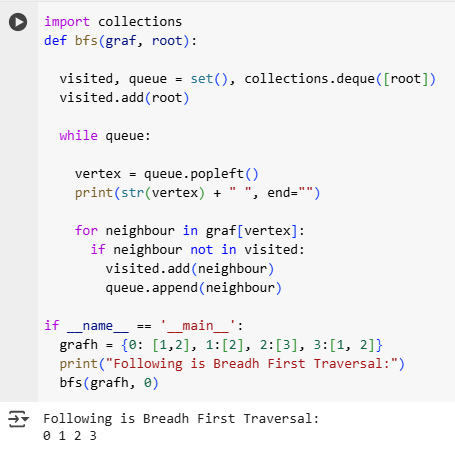 import collections
def bfs(graf, root):
  visited, queue = set(), collections.deque([root])
  visited.add(root)
  while queue:
    vertex = queue.popleft()
    print(str(vertex) + " ", end="")
    for neighbour in graf[vertex]:
      if neighbour not in visited:
        visited.add(neighbour)
        queue.append(neighbour)
if __name__ == '__main__':
  grafh = {0: [1,2], 1:[2], 2:[3], 3:[1, 2]}
  print("Following is Breadh First Traversal:")
  bfs(grafh, 0)
Following is Breadh First Traversal:
0 1 2 3